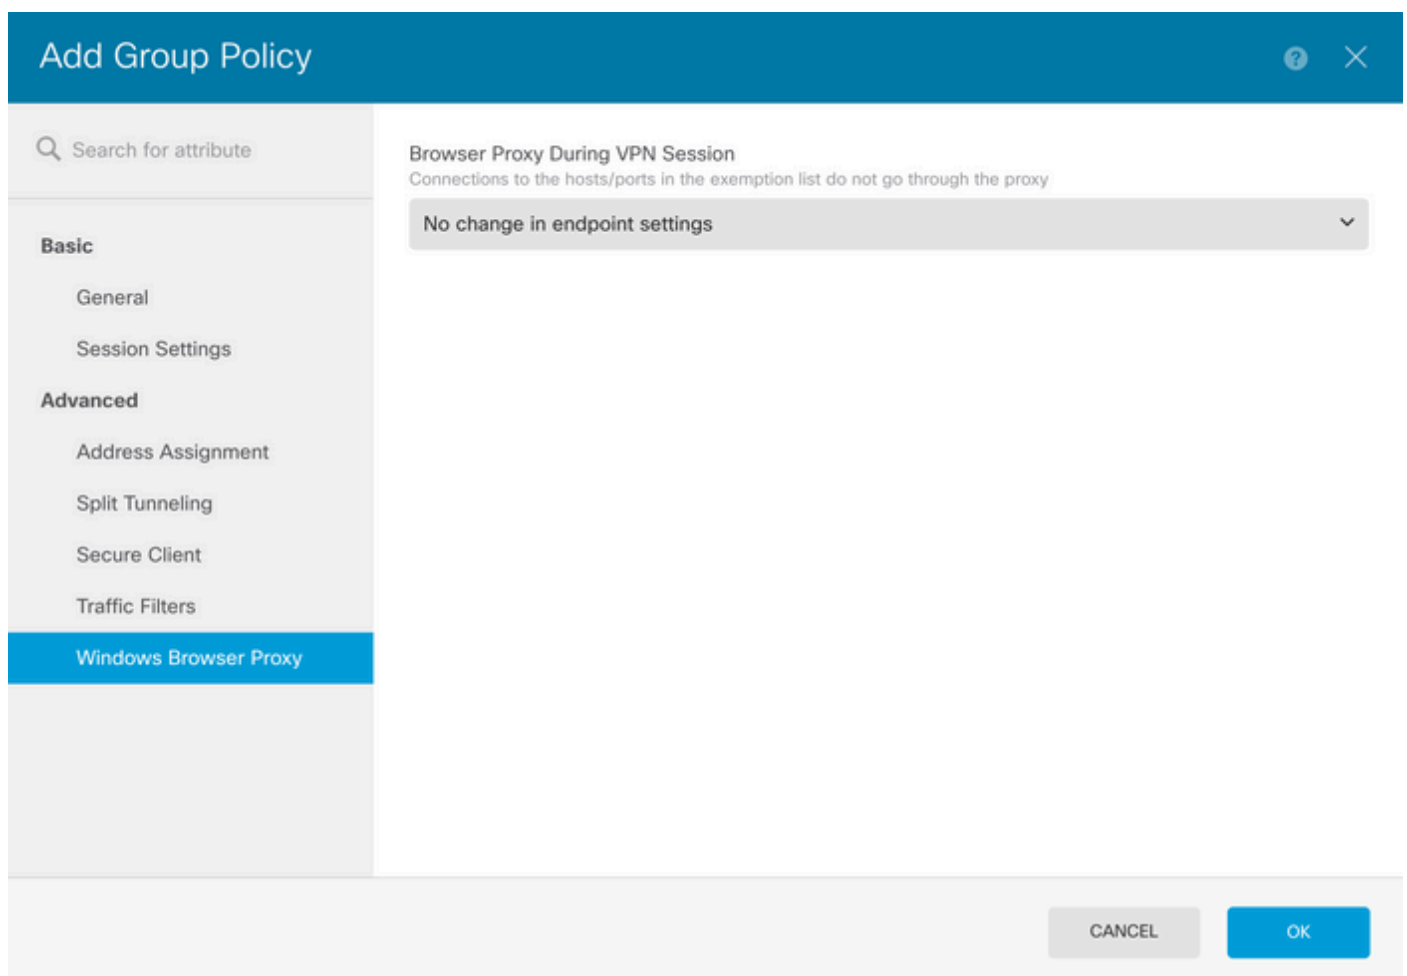 Add Group Policy
?
Search for attribute
Browser Proxy During VPN Session
Connections to the hosts/ports in the exemption list do not go through the proxy
No change in endpoint settings
Basic
General
Session Settings
Advanced
Address Assignment
Split Tunneling
Secure Client
Traffic Filters
Windows Browser Proxy
CANCEL
OK